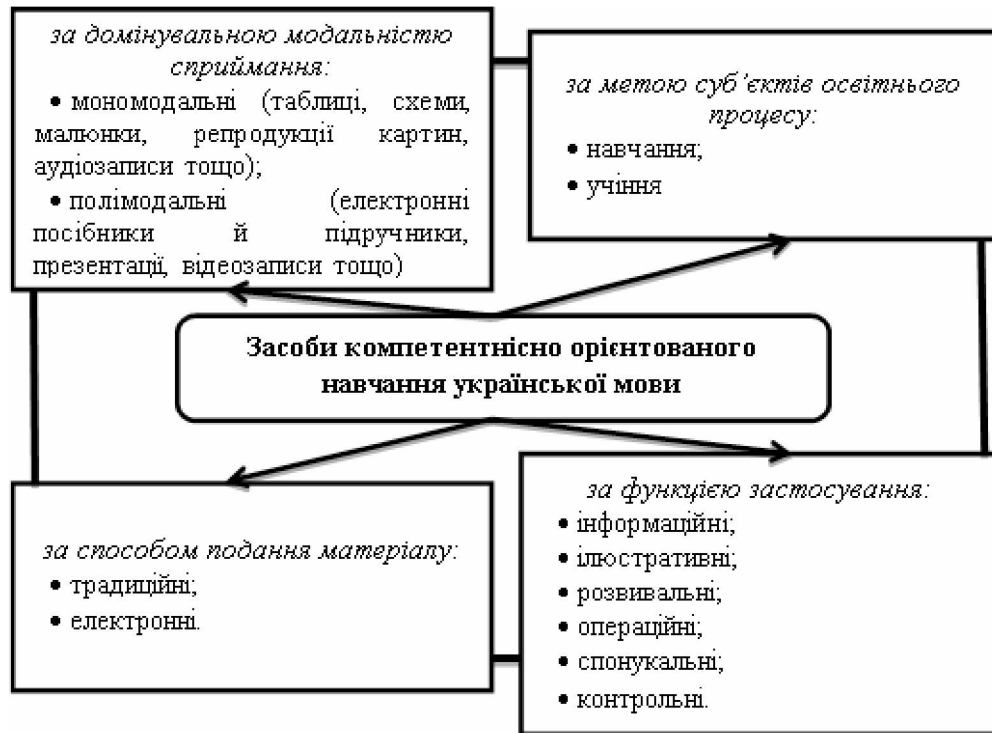 за домінувальною модальністю
сприймання:
• мономодальні (таблиці, схеми,
малюнки, репродукції картин,
аудіозаписи тощо);
• полімодальні (електронні
посібники й підручники,
презентації, відеозаписи тощо)
за метою суб’єктів освітнього
процесу:
• навчання;
• учіння
Засоби компетентнісно орієнтованого
навчання української мови
за способом подання матеріалу:
• традиційні;
• електронні.
за функцією застосування:
• інформаційні;
• ілюстративні;
• розвивальні;
• операційні;
• спонукальні;
• контрольні.